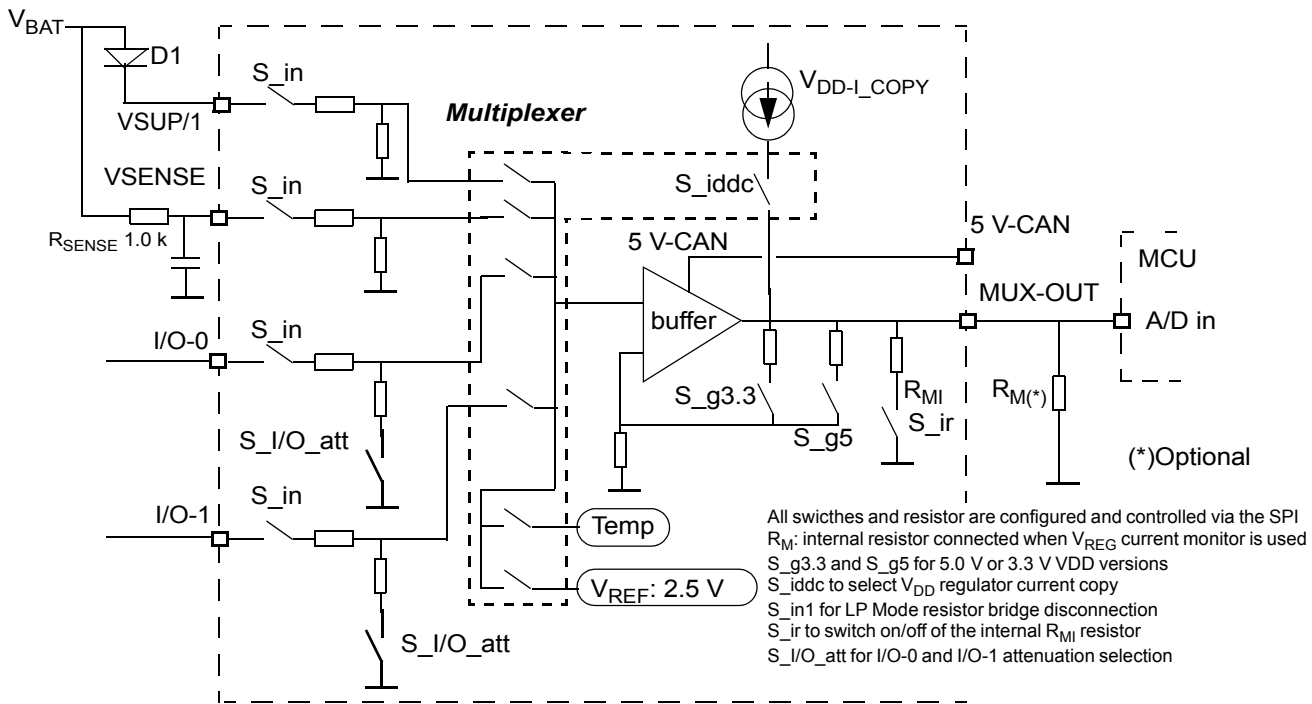 VBAT
D1
S_in
VDD-I_COPY
VSUP/1
Multiplexer
VSENSE
S_in
S_iddc
RSENSE 1.0 k
5 V-CAN
5 V-CAN
MCU
MUX-OUT
buffer
A/D in
I/O-0
S_in
S_g3.3
RMI
RM(*)
S_g5
S_ir
S_I/O_att
(*)Optional
I/O-1
S_in
Temp
VREF: 2.5 V
S_I/O_att
All swicthes and resistor are configured and controlled via the SPI
RM: internal resistor connected when VREG current monitor is used
S_g3.3 and S_g5 for 5.0 V or 3.3 V VDD versions
S_iddc to select VDD regulator current copy
S_in1 for LP Mode resistor bridge disconnection
S_ir to switch on/off of the internal RMI resistor
S_I/O_att for I/O-0 and I/O-1 attenuation selection